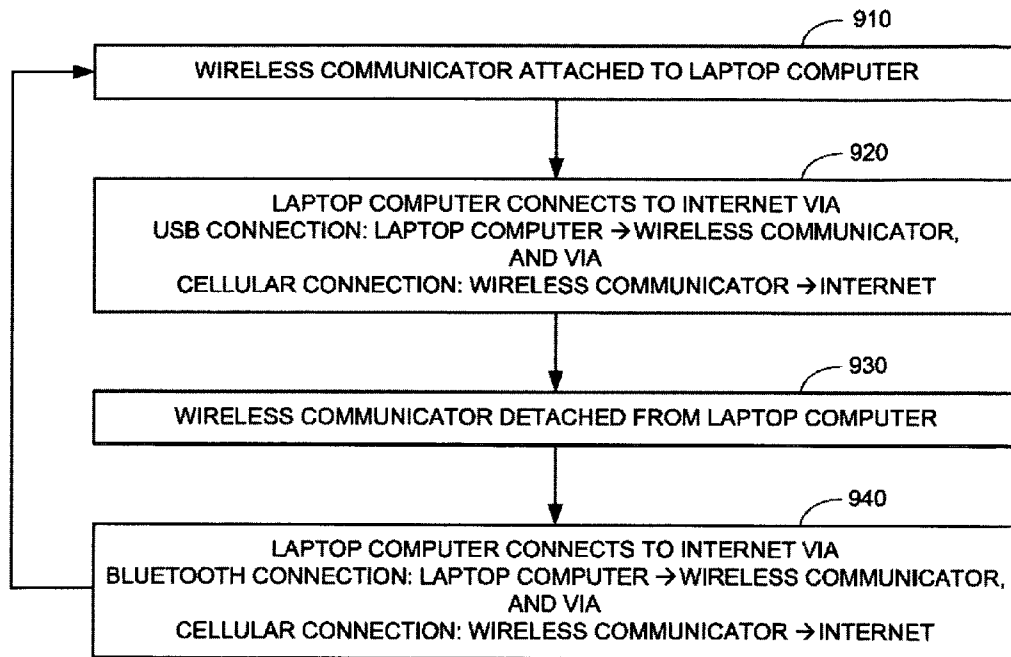 910
WIRELESS COMMUNICATOR ATTACHED TO LAPTOP COMPUTER
920
LAPTOP COMPUTER CONNECTS TO INTERNET VIA
USB CONNECTION: LAPTOP COMPUTER →WIRELESS COMMUNICATOR,
AND VIA
CELLULAR CONNECTION: WIRELESS COMMUNICATOR →INTERNET
930
WIRELESS COMMUNICATOR DETACHED FROM LAPTOP COMPUTER
940
LAPTOP COMPUTER CONNECTS TO INTERNET VIA
BLUETOOTH CONNECTION: LAPTOP COMPUTER →WIRELESS COMMUNICATOR,
AND VIA
CELLULAR CONNECTION: WIRELESS COMMUNICATOR →INTERNET